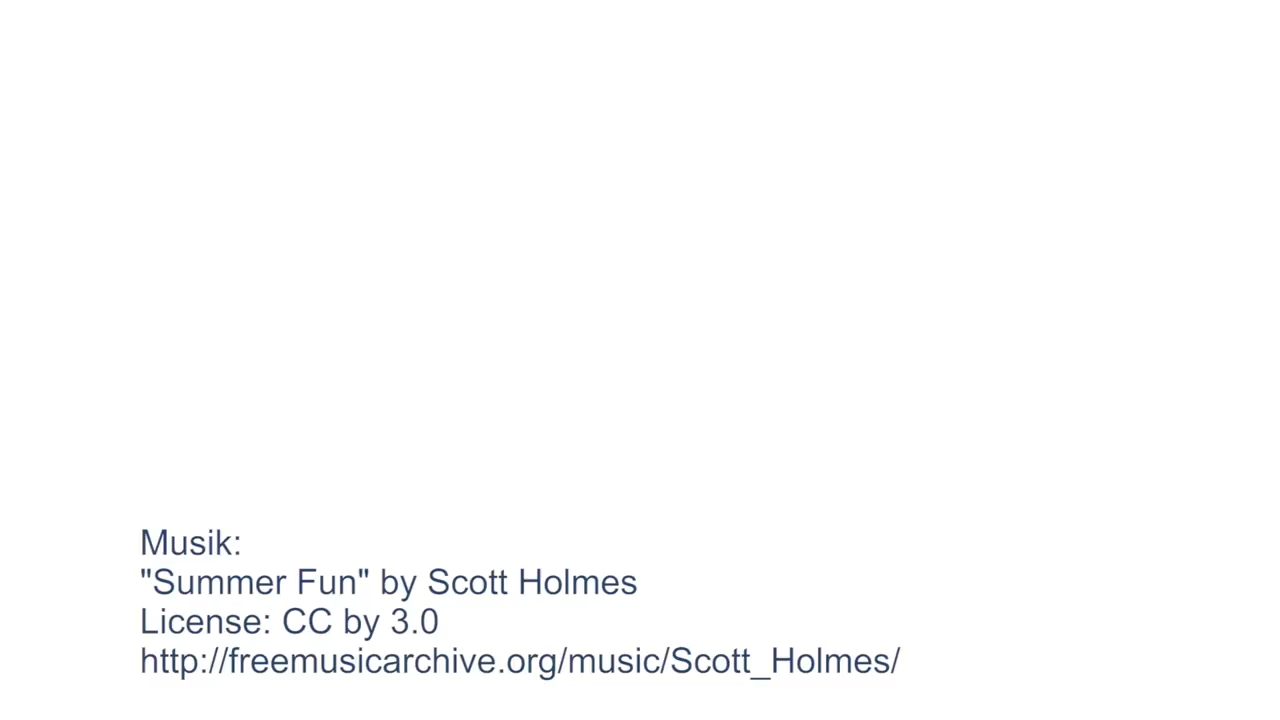 Musik:
"Summer Fun" by Scott Holmes
License: CC by 3.0
http://freemusicarchive.org/music/Scott_Holmes/